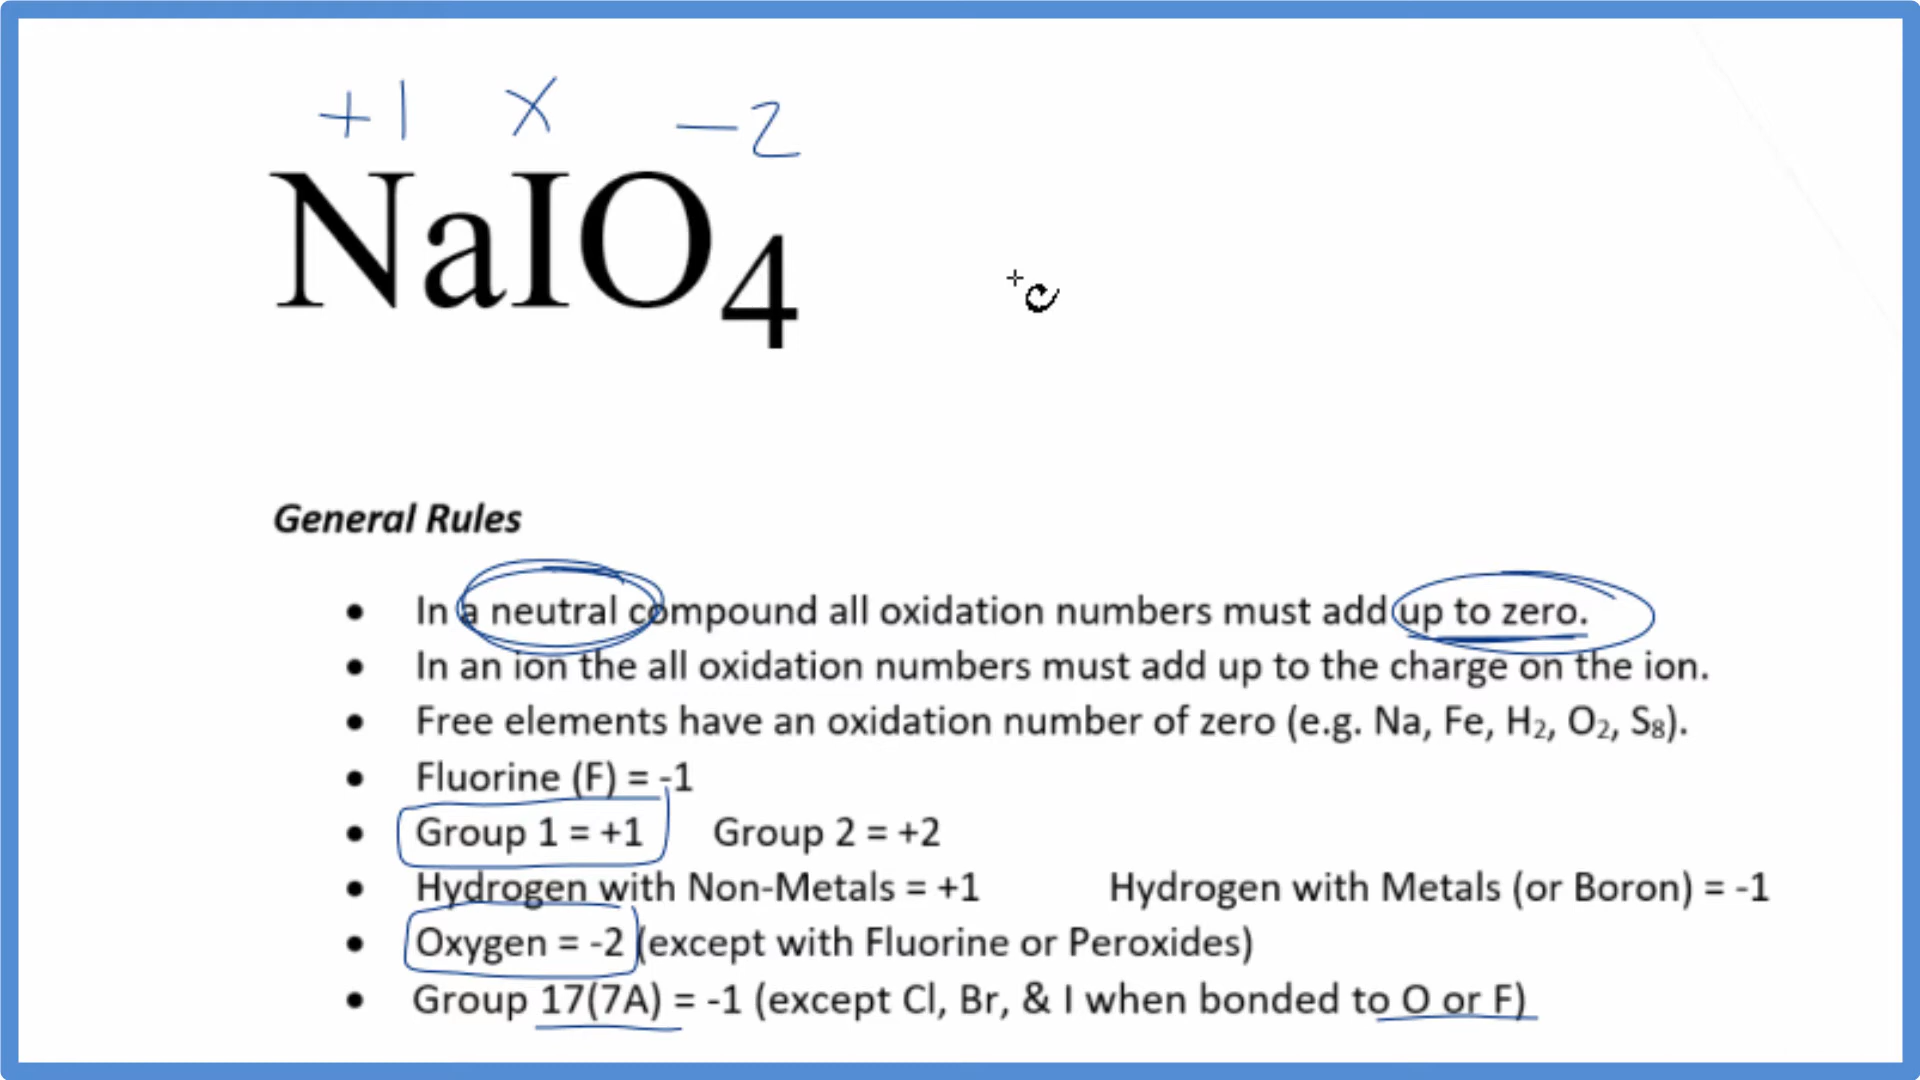 +1 x -2
NaIO₄
General Rules
• In a neutral compound all oxidation numbers must add up to zero.
• In an ion the all oxidation numbers must add up to the charge on the ion.
• Free elements have an oxidation number of zero (e.g. Na, Fe, H₂, O₂, S₈).
• Fluorine (F) = -1
• Group 1 = +1 Group 2 = +2
• Hydrogen with Non-Metals = +1 Hydrogen with Metals (or Boron) = -1
• Oxygen = -2 (except with Fluorine or Peroxides)
• Group 17(7A) = -1 (except Cl, Br, & I when bonded to O or F)